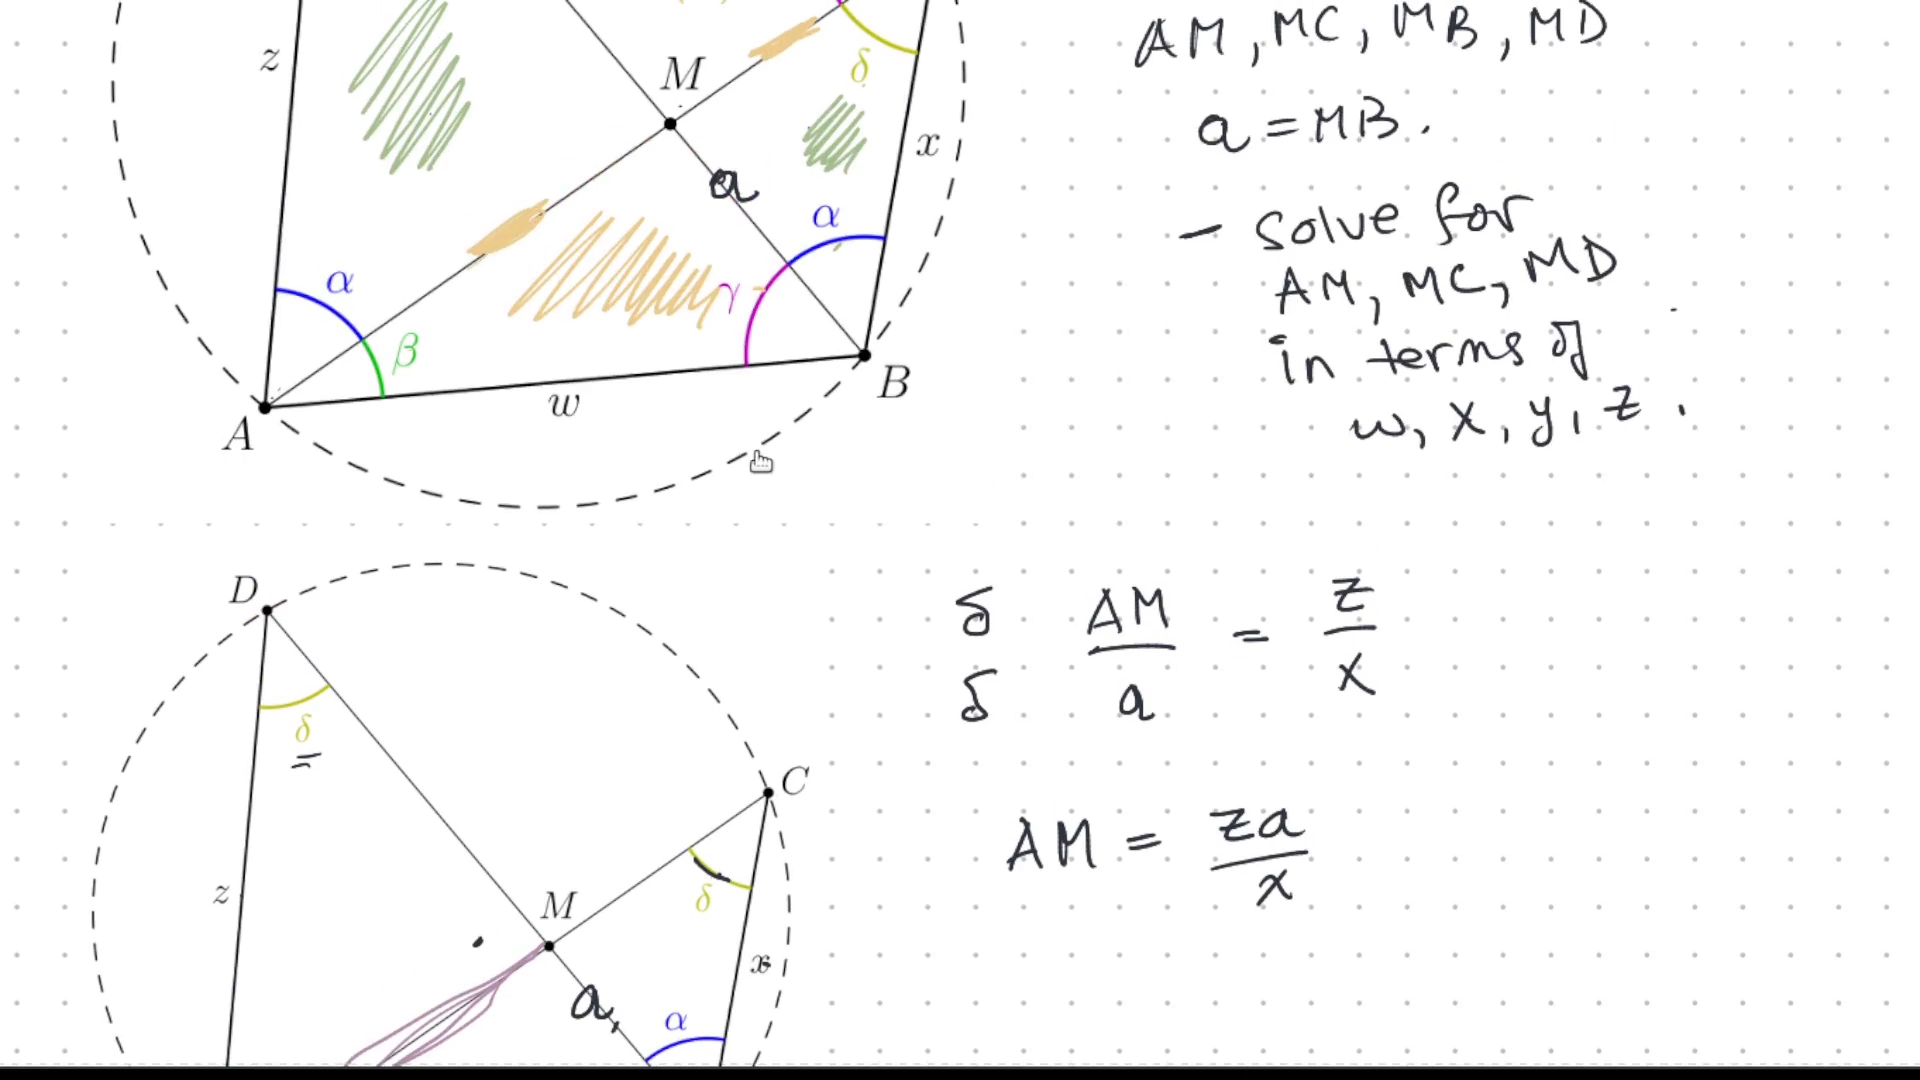 z
M
δ
x
a
α
α
γ
β
w
A
B
AM, MC, MB, MD
a = MB.
- solve for
AM, MC, MD
in terms of
w, x, y, z.
D
δ
=
C
z
M
δ
x
a,
α
δ AM = z
δ a x
AM = za
x